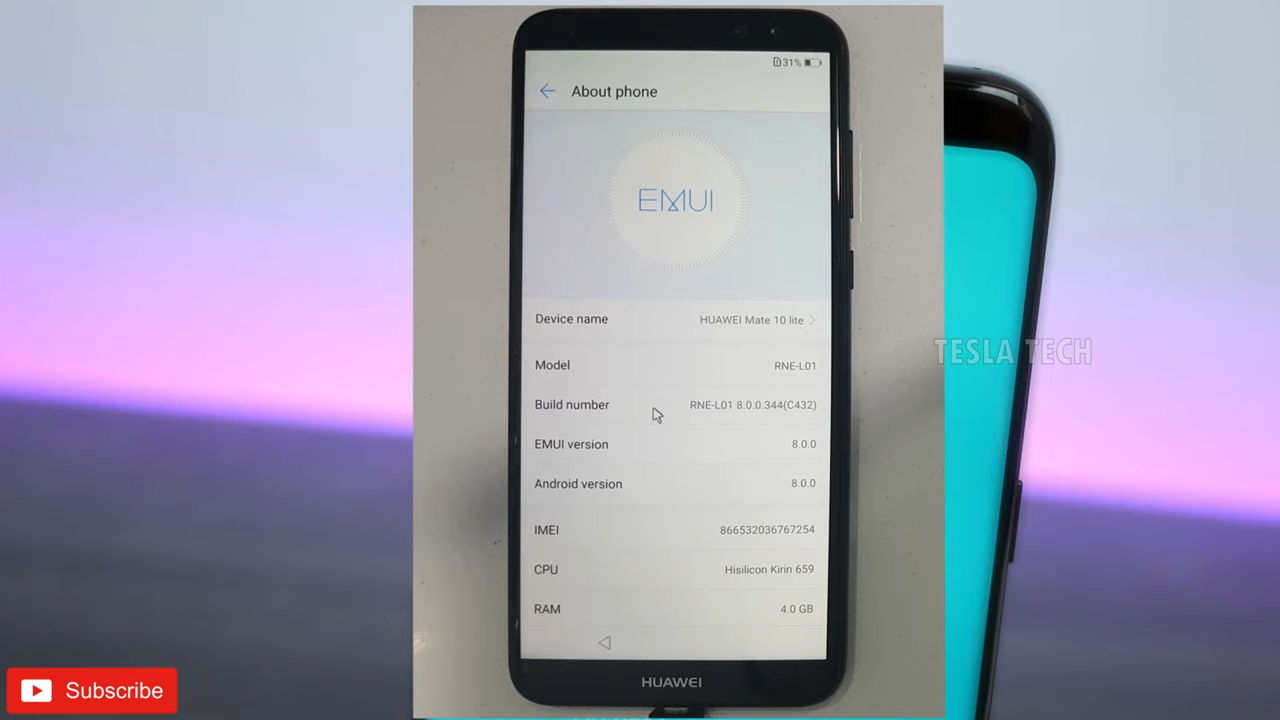 31%
About phone
EMUI
Device name HUAWEI Mate 10 lite
Model RNE-L01
Build number RNE-L01 8.0.0.344(C432)
EMUI version 8.0.0
Android version 8.0.0
IMEI 866532036767254
CPU Hisilicon Kirin 659
RAM 4.0 GB
HUAWEI
TESLA TECH
Subscribe